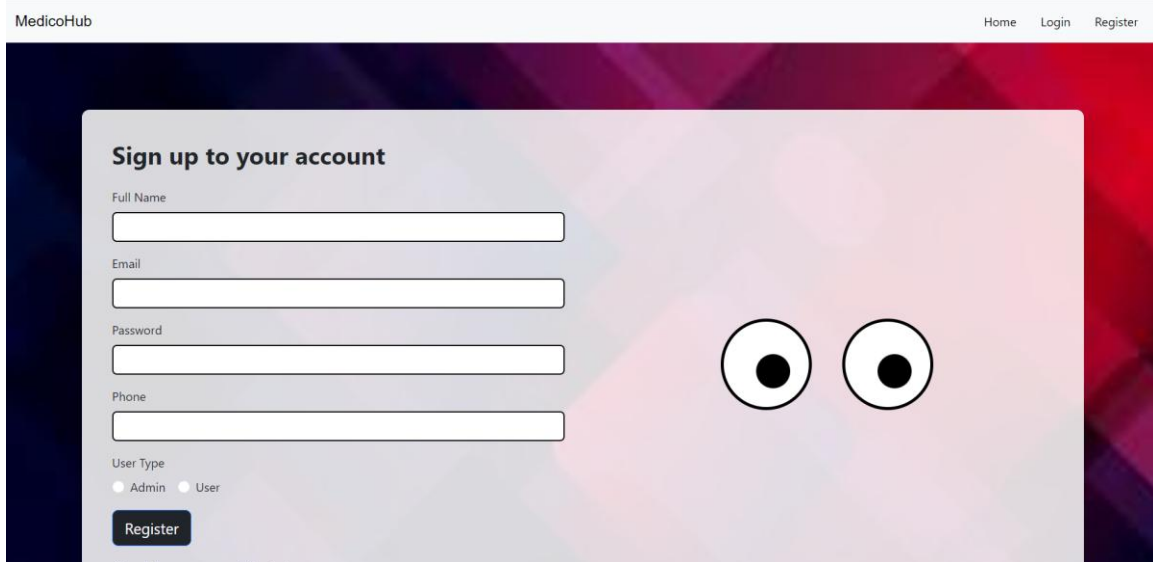 MedicoHub
Home Login Register
Sign up to your account
Full Name
Email
Password
Phone
User Type
Admin User
Register